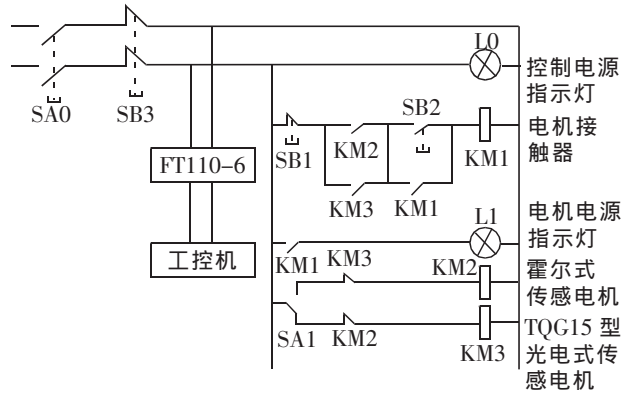 L0
控制电源
指示灯
SA0
SB3
SB2
电机接
触器
SB1
KM2
KM1
FT110-6
KM3
KM1
L1
电机电源
指示灯
工控机
KM1
KM3
KM2
霍尔式
传感电机
SA1
KM2
KM3
TQG15 型
光电式传
感电机